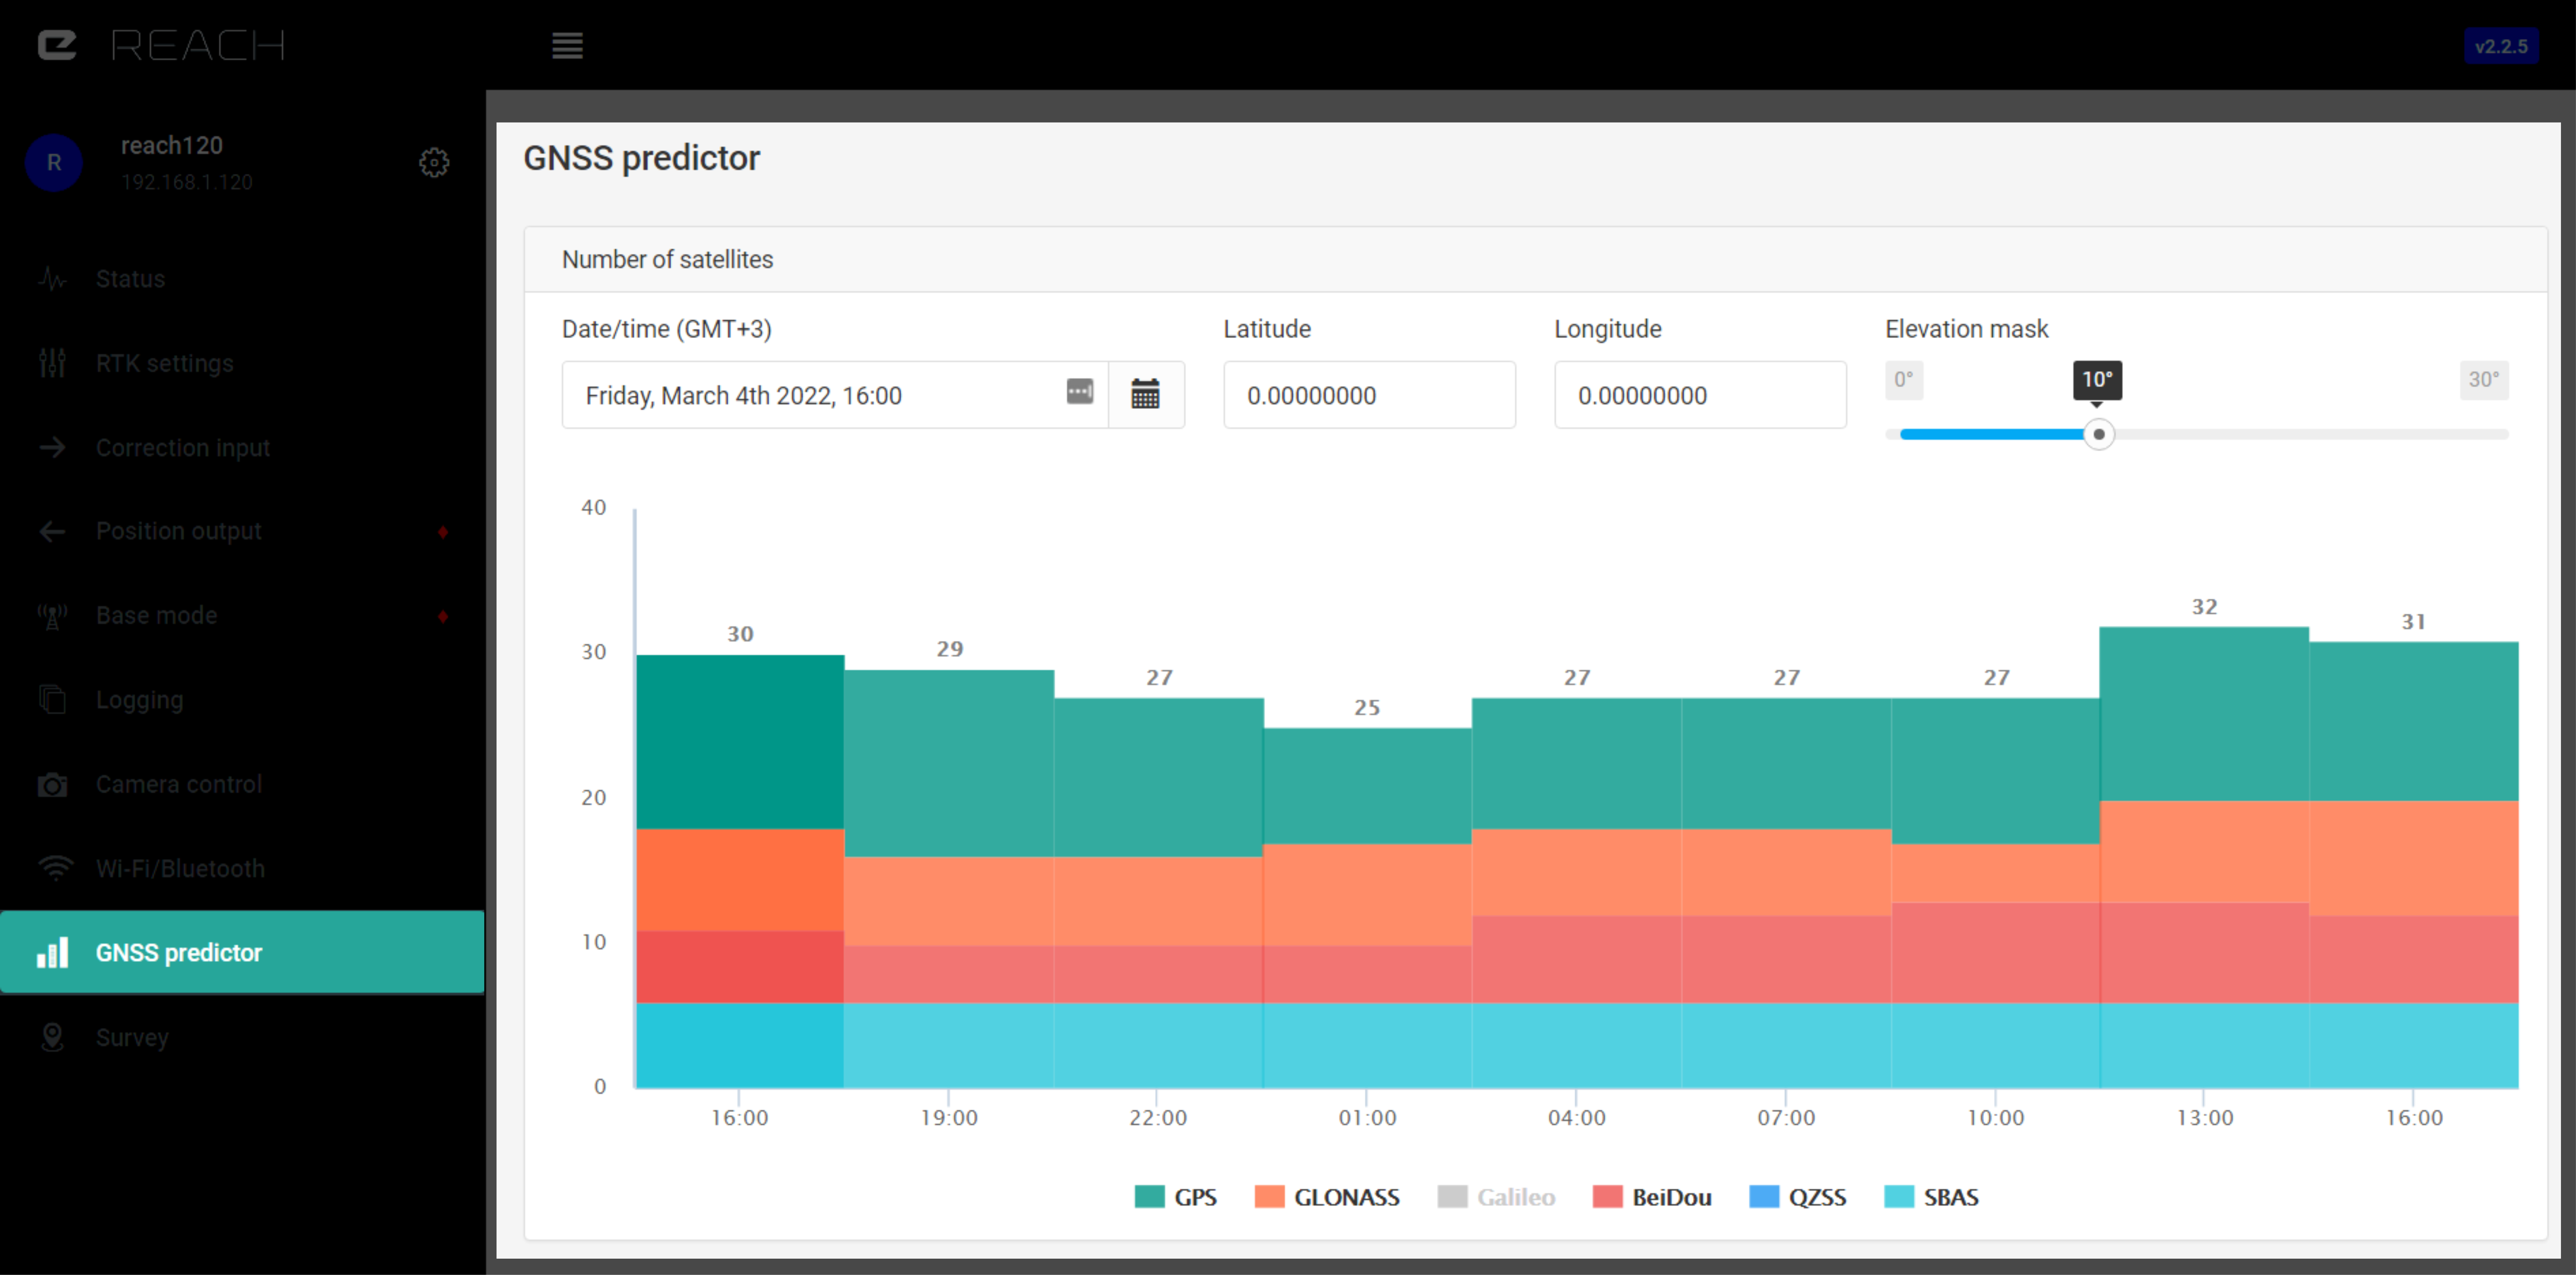 REACH
v2.2.5
R
reach120
192.168.1.120
Status
RTK settings
Correction input
Position output
Base mode
Logging
Camera control
Wi-Fi/Bluetooth
GNSS predictor
Survey
GNSS predictor
Number of satellites
Date/time (GMT+3) Latitude Longitude Elevation mask
0° 10° 30°
Friday, March 4th 2022, 16:00 0.00000000 0.00000000
40
30
20
10
0
30 29 27 25 27 27 27 32 31
16:00 19:00 22:00 01:00 04:00 07:00 10:00 13:00 16:00
GPS GLONASS Galileo BeiDou QZSS SBAS